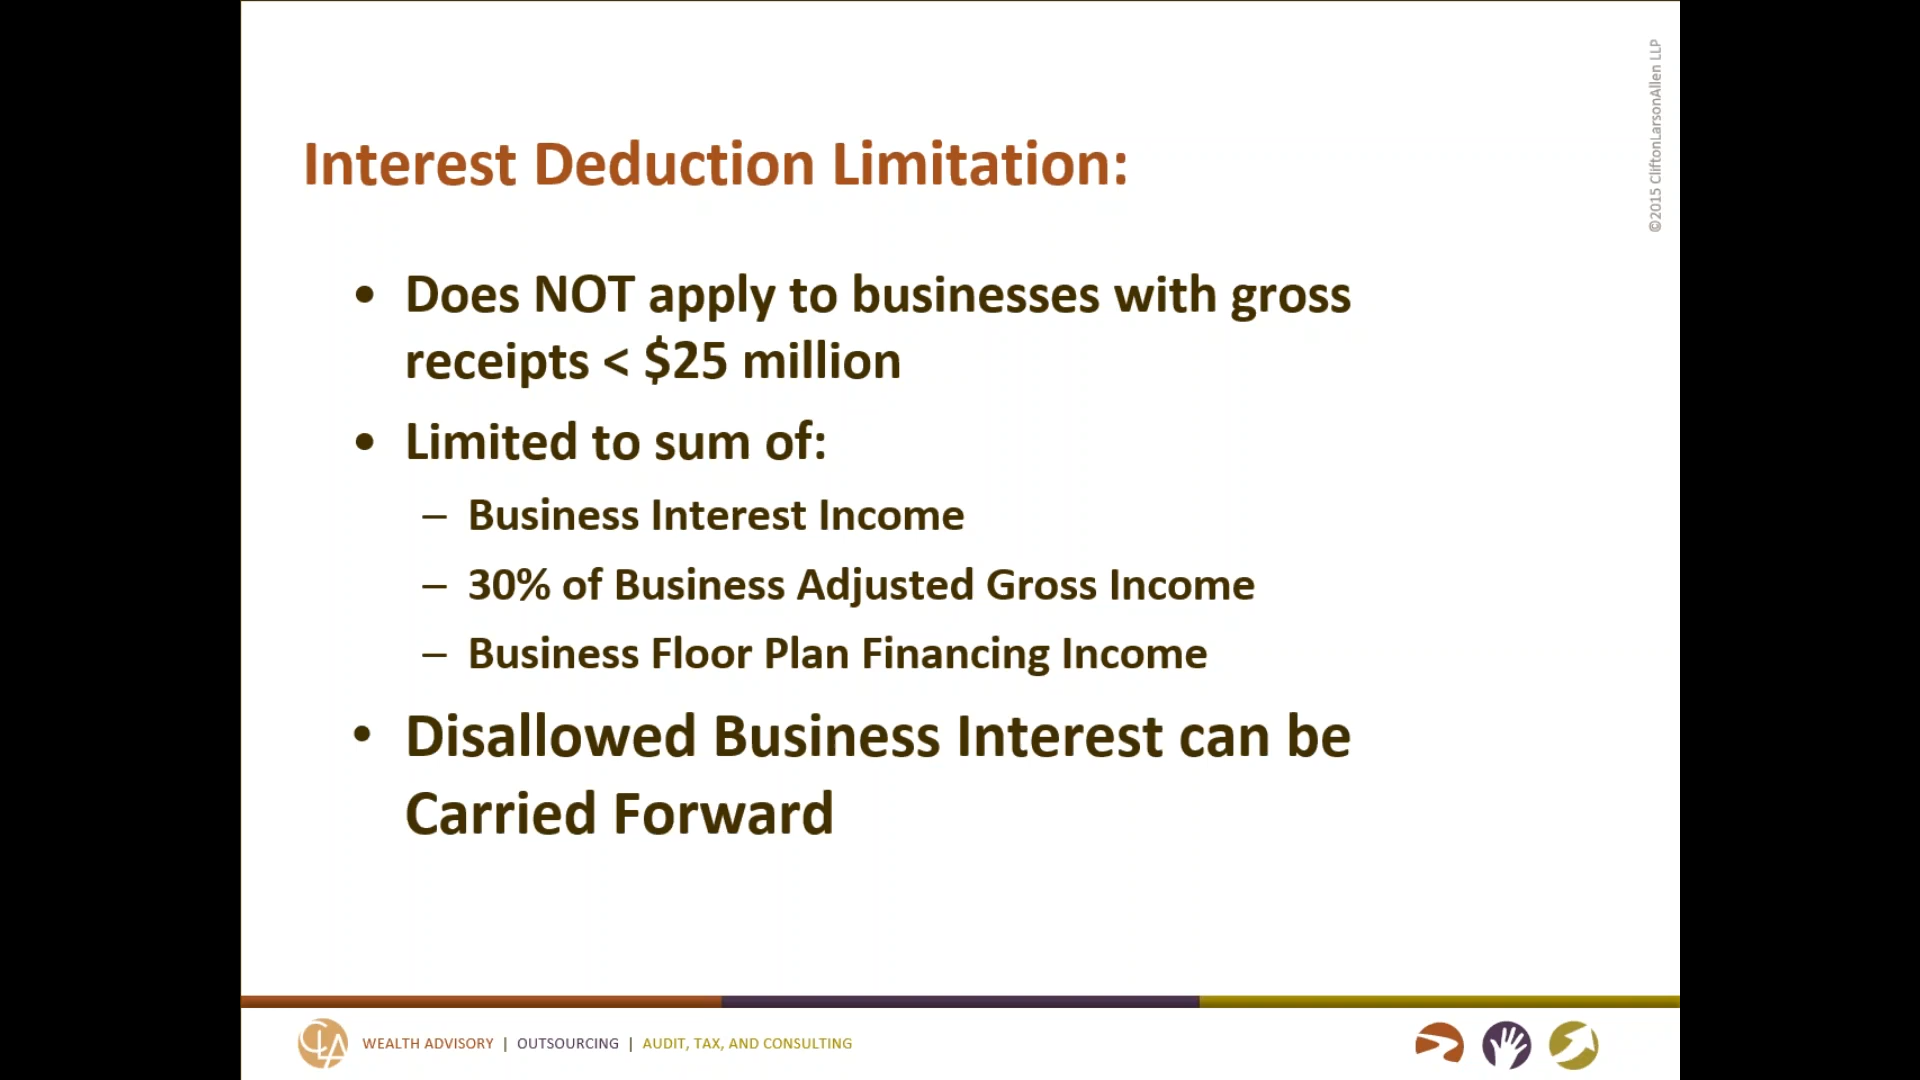 ©2015 CliftonLarsonAllen LLP
Interest Deduction Limitation:
• Does NOT apply to businesses with gross
receipts < $25 million
• Limited to sum of:
– Business Interest Income
– 30% of Business Adjusted Gross Income
– Business Floor Plan Financing Income
• Disallowed Business Interest can be
Carried Forward
CLA WEALTH ADVISORY | OUTSOURCING | AUDIT, TAX, AND CONSULTING